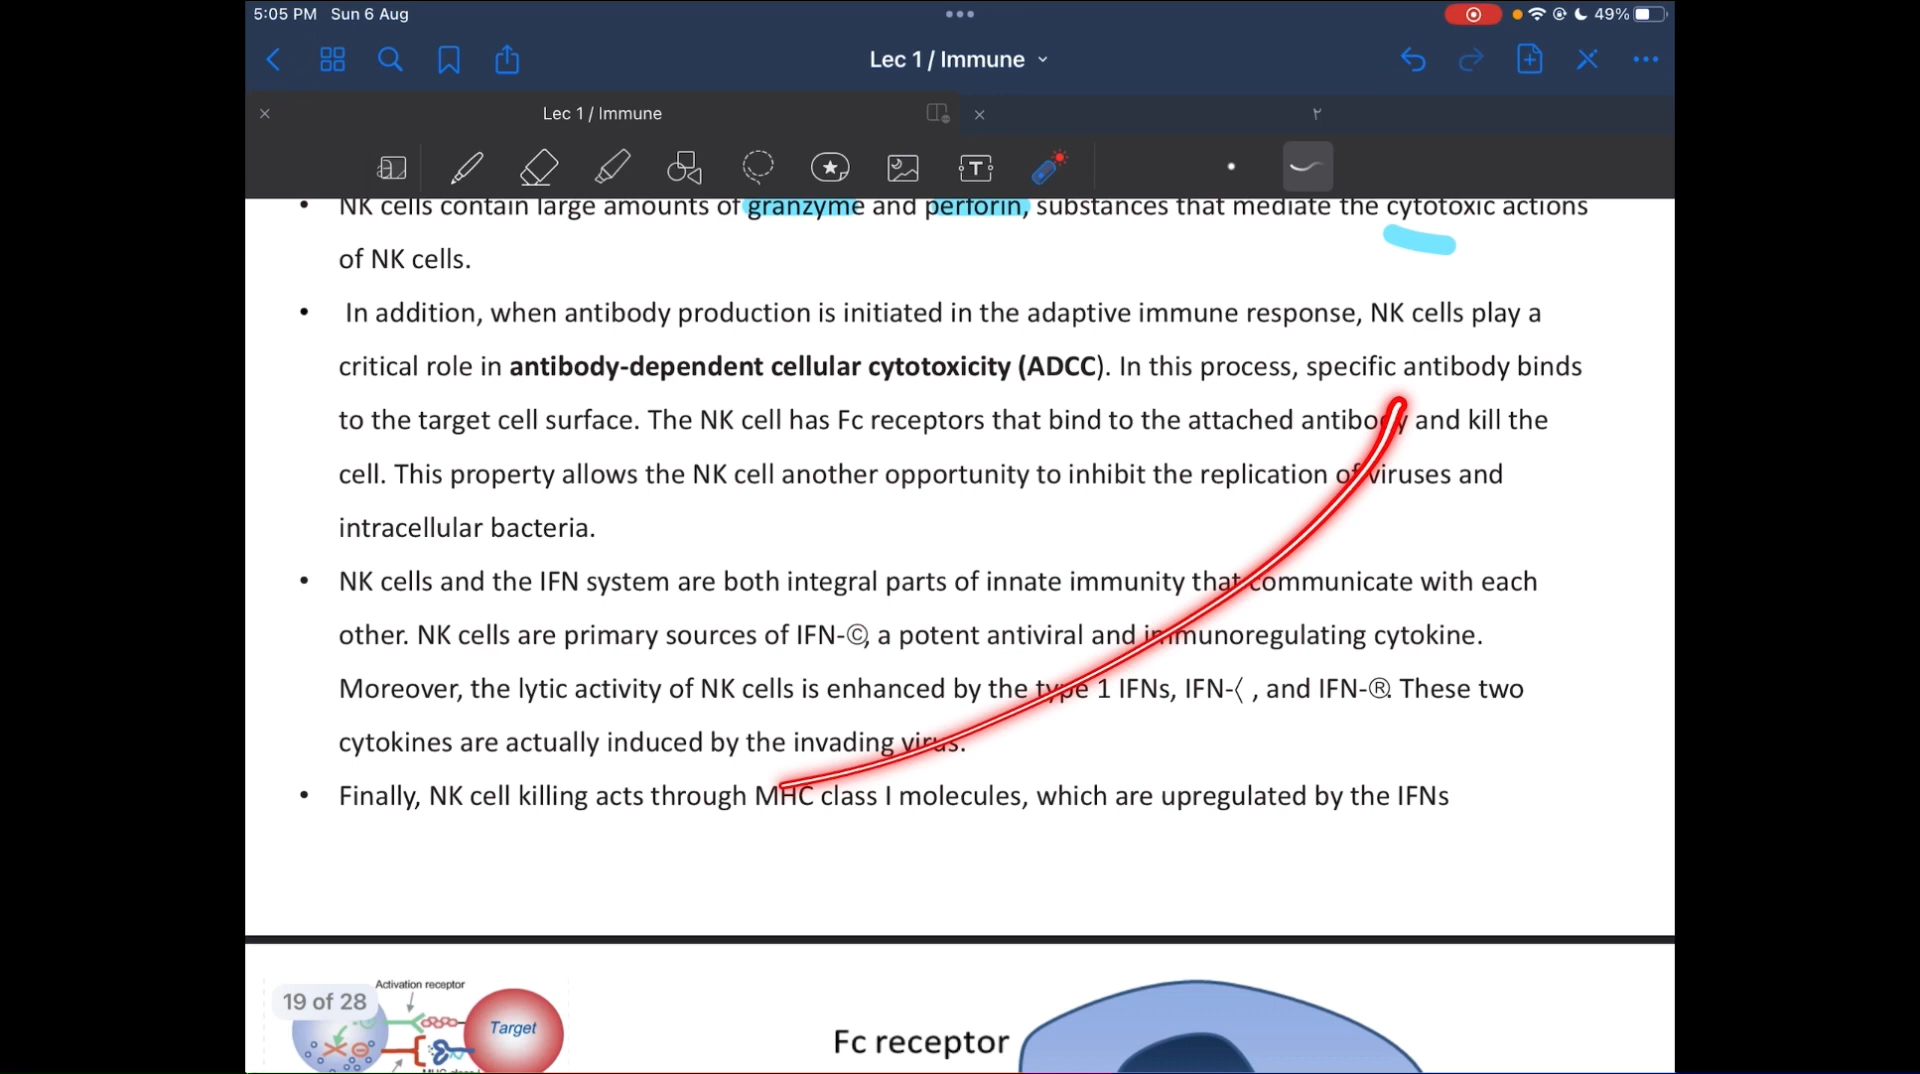 5:05 PM Sun 6 Aug
49%
Lec 1 / Immune
Lec 1 / Immune
٢
• NK cells contain large amounts of granzyme and perforin, substances that mediate the cytotoxic actions
of NK cells.
• In addition, when antibody production is initiated in the adaptive immune response, NK cells play a
critical role in antibody-dependent cellular cytotoxicity (ADCC). In this process, specific antibody binds
to the target cell surface. The NK cell has Fc receptors that bind to the attached antibody and kill the
cell. This property allows the NK cell another opportunity to inhibit the replication of viruses and
intracellular bacteria.
• NK cells and the IFN system are both integral parts of innate immunity that communicate with each
other. NK cells are primary sources of IFN-©, a potent antiviral and immunoregulating cytokine.
Moreover, the lytic activity of NK cells is enhanced by the type 1 IFNs, IFN-〈 , and IFN-®. These two
cytokines are actually induced by the invading virus.
• Finally, NK cell killing acts through MHC class I molecules, which are upregulated by the IFNs
Activation receptor
19 of 28
Target
Fc receptor